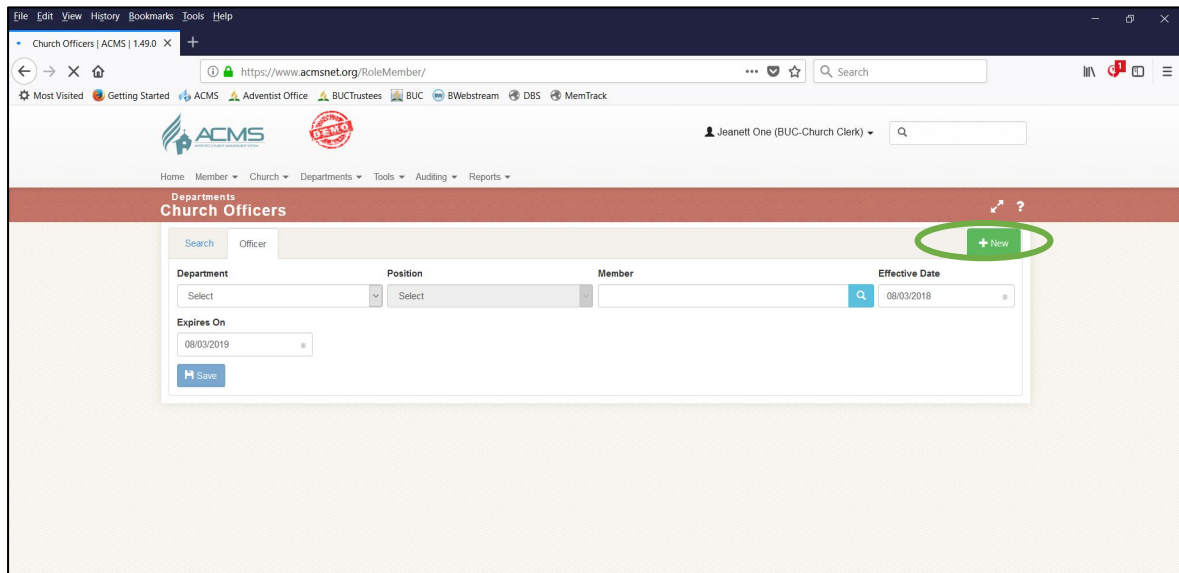 File Edit View History Bookmarks Tools Help
Church Officers | ACMS | 1.49.0
https://www.acmsnet.org/RoleMember/ Search 1
Most Visited Getting Started ACMS Adventist Office BUCTrustees BUC BWebstream DBS MemTrack
ACMS DEMO Jeanett One (BUC-Church Clerk)
Home Member Church Departments Tools Auditing Reports
Departments
Church Officers ?
Search Officer + New
Department Position Member Effective Date
Select Select 08/03/2018
Expires On
08/03/2019
Save